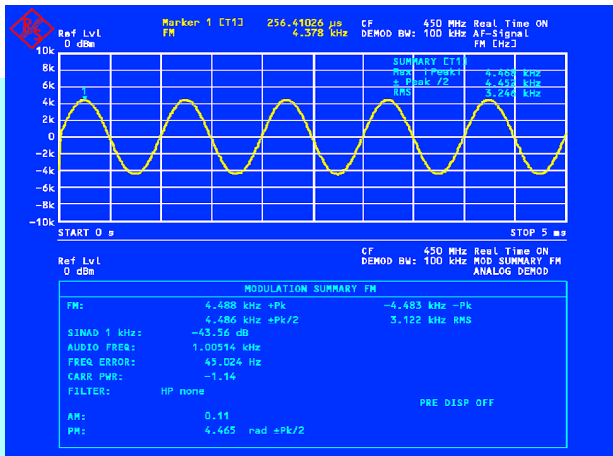 Marker 1 [T1] 256.41026 µs CF 450 MHz Real Time ON
Ref Lvl FM 4.378 kHz DEMOD BW: 100 kHz AF-Signal
0 dBm FM [HZ]
10k
8k
6k
4k
2k
0
-2k
-4k
-6k
-8k
-10k
1
SUMMARY [T1]
Max |Peak| 4.468 kHz
± Peak /2 4.452 kHz
RMS 3.246 kHz
START 0 s STOP 5 ms
CF 450 MHz Real Time ON
Ref Lvl DEMOD BW: 100 kHz MOD SUMMARY FM
0 dBm ANALOG DEMOD
MODULATION SUMMARY FM
FM: 4.488 kHz +Pk -4.483 kHz -Pk
4.486 kHz ±Pk/2 3.122 kHz RMS
SINAD 1 kHz: -43.56 dB
AUDIO FREQ: 1.00514 kHz
FREQ ERROR: 45.024 Hz
CARR PWR: -1.14
FILTER: HP none
PRE DISP OFF
AM: 0.11
PM: 4.465 rad ±Pk/2